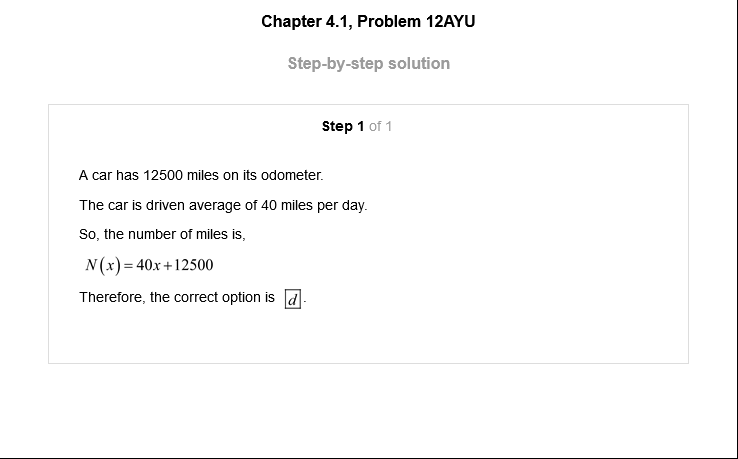 Chapter 4.1, Problem 12AYU
Step-by-step solution
Step 1 of 1
A car has 12500 miles on its odometer.
The car is driven average of 40 miles per day.
So, the number of miles is,
N(x)=40x+12500
Therefore, the correct option is d.